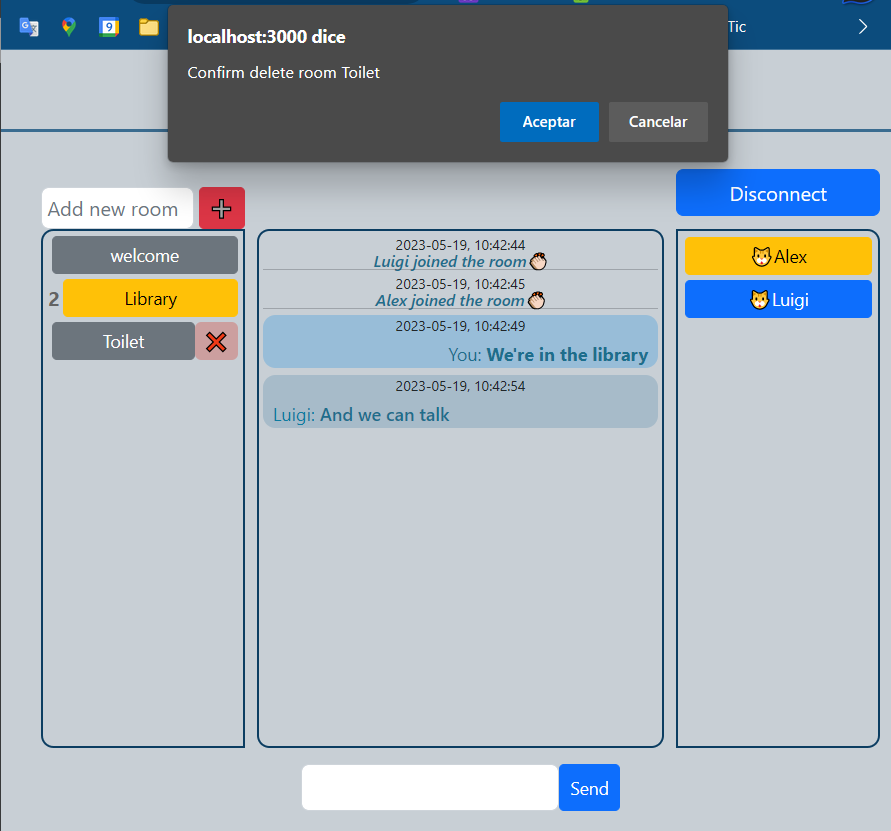 9
Tic
localhost:3000 dice
Confirm delete room Toilet
Aceptar
Cancelar
Disconnect
Add new room
welcome
2
Library
Toilet
2023-05-19, 10:42:44
Luigi joined the room
2023-05-19, 10:42:45
Alex joined the room
2023-05-19, 10:42:49
You: We're in the library
2023-05-19, 10:42:54
Luigi: And we can talk
Alex
Luigi
Send